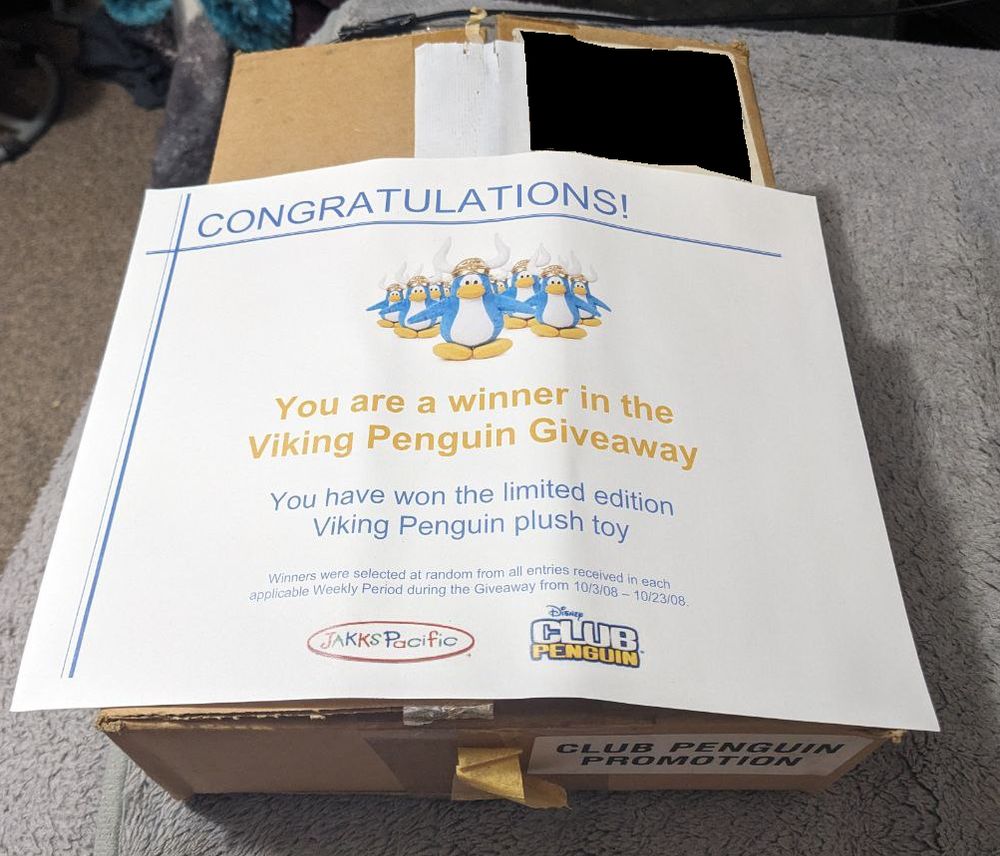 CONGRATULATIONS!
You are a winner in the
Viking Penguin Giveaway
You have won the limited edition
Viking Penguin plush toy
Winners were selected at random from all entries received in each
applicable Weekly Period during the Giveaway from 10/3/08 – 10/23/08.
JAKKS Pacific
Disney
CLUB
PENGUIN
CLUB PENGUIN
PROMOTION